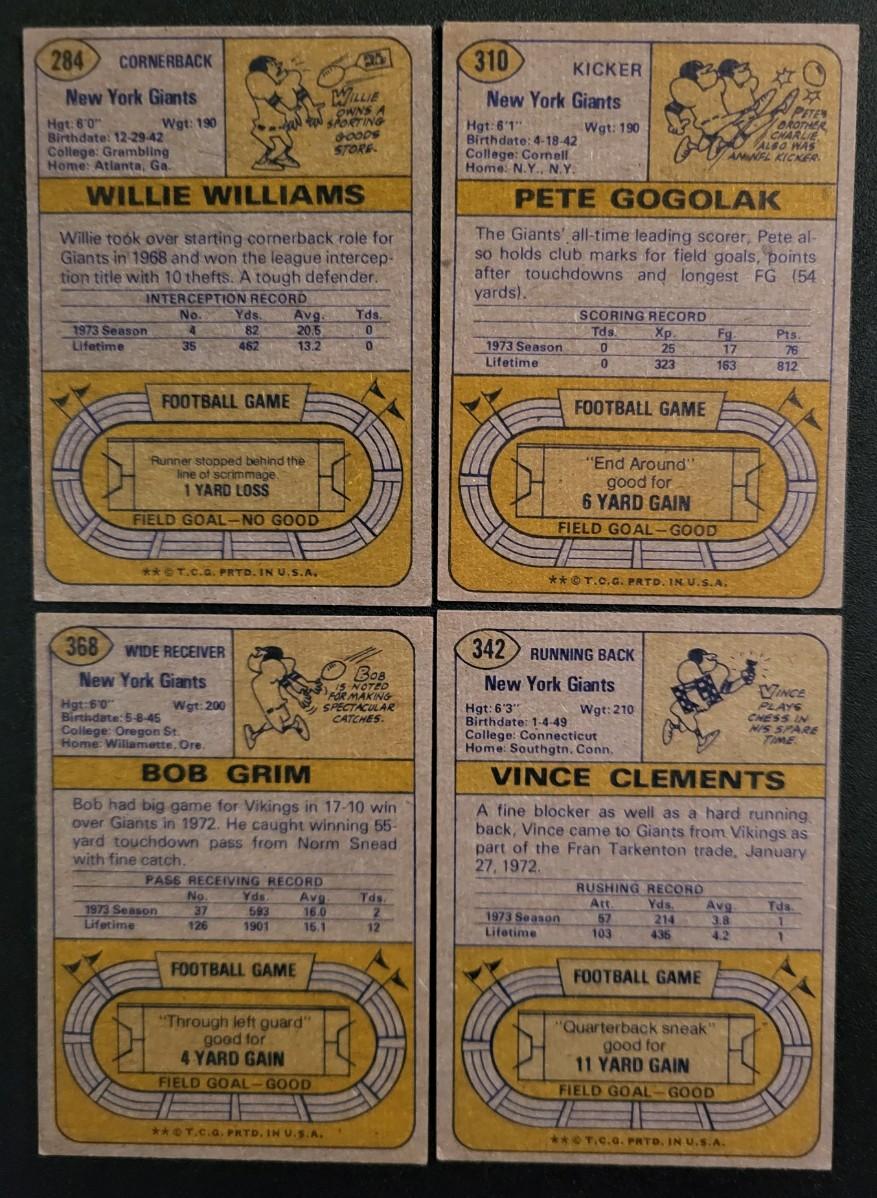 284 CORNERBACK
New York Giants
Hgt: 6'0" Wgt: 190
Birthdate: 12-29-42
College: Grambling
Home: Atlanta, Ga.
WILLIE
OWNS A
SPORTING
GOODS
STORE.
WILLIE WILLIAMS
Willie took over starting cornerback role for
Giants in 1968 and won the league intercep-
tion title with 10 thefts. A tough defender.
INTERCEPTION RECORD
No. Yds. Avg. Tds.
1973 Season 4 82 20.5 0
Lifetime 35 462 13.2 0
FOOTBALL GAME
Runner stopped behind the
line of scrimmage
1 YARD LOSS
FIELD GOAL—NO GOOD
** © T.C.G. PRTD. IN U.S.A.
310 KICKER
New York Giants
Hgt: 6'1" Wgt: 190
Birthdate: 4-18-42
College: Cornell
Home: N.Y., N.Y.
PETE'S
BROTHER,
CHARLIE,
ALSO WAS
AN NFL KICKER.
PETE GOGOLAK
The Giants' all-time leading scorer, Pete al-
so holds club marks for field goals, points
after touchdowns and longest FG (54
yards).
SCORING RECORD
Tds. Xp. Fg. Pts.
1973 Season 0 25 17 76
Lifetime 0 323 163 812
FOOTBALL GAME
"End Around"
good for
6 YARD GAIN
FIELD GOAL—GOOD
** © T.C.G. PRTD. IN U.S.A.
368 WIDE RECEIVER
New York Giants
Hgt: 6'0" Wgt: 200
Birthdate: 5-8-45
College: Oregon St.
Home: Willamette, Ore.
BOB
IS NOTED
FOR MAKING
SPECTACULAR
CATCHES.
BOB GRIM
Bob had big game for Vikings in 17-10 win
over Giants in 1972. He caught winning 55-
yard touchdown pass from Norm Snead
with fine catch.
PASS RECEIVING RECORD
No. Yds. Avg. Tds.
1973 Season 37 593 16.0 2
Lifetime 126 1901 15.1 12
FOOTBALL GAME
"Through left guard"
good for
4 YARD GAIN
FIELD GOAL—GOOD
** © T.C.G. PRTD. IN U.S.A.
342 RUNNING BACK
New York Giants
Hgt: 6'3" Wgt: 210
Birthdate: 1-4-49
College: Connecticut
Home: Southgtn. Conn.
VINCE
PLAYS
CHESS IN
HIS SPARE
TIME.
VINCE CLEMENTS
A fine blocker as well as a hard running
back, Vince came to Giants from Vikings as
part of the Fran Tarkenton trade, January
27, 1972.
RUSHING RECORD
Att. Yds. Avg. Tds.
1973 Season 57 214 3.8 1
Lifetime 103 435 4.2 1
FOOTBALL GAME
"Quarterback sneak"
good for
11 YARD GAIN
FIELD GOAL—GOOD
** © T.C.G. PRTD. IN U.S.A.